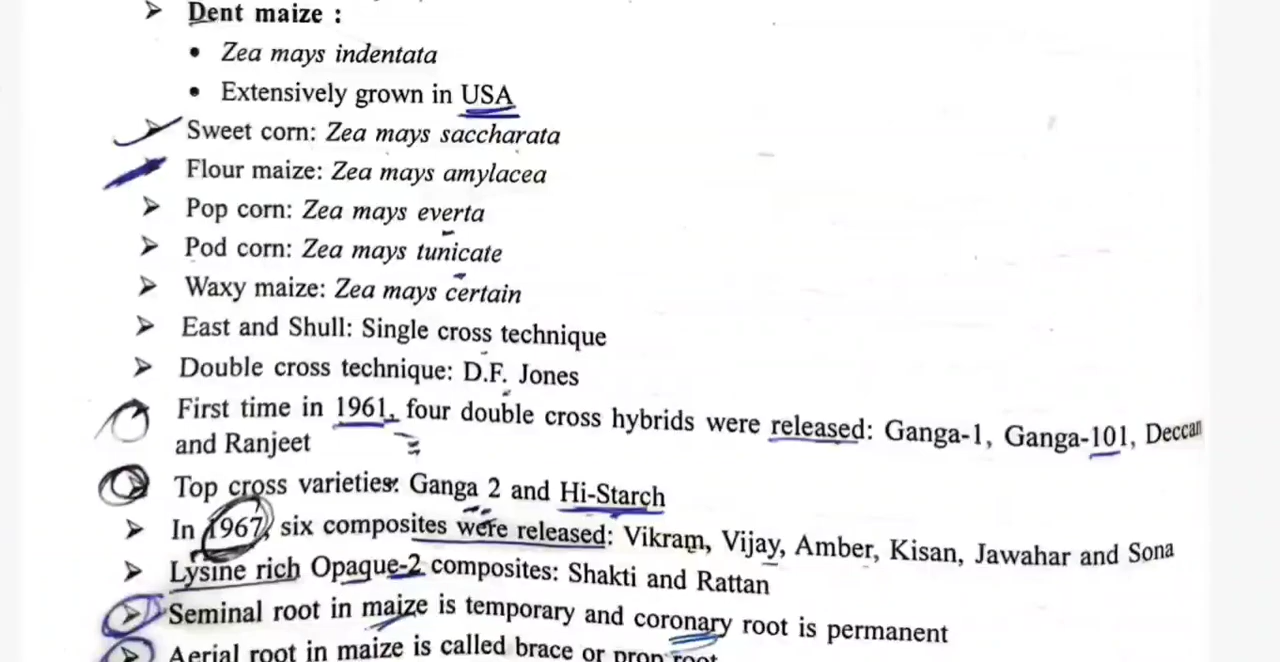 ➢ Dent maize :
• Zea mays indentata
• Extensively grown in USA
➢ Sweet corn: Zea mays saccharata
Flour maize: Zea mays amylacea
➢ Pop corn: Zea mays everta
➢ Pod corn: Zea mays tunicate
➢ Waxy maize: Zea mays certain
➢ East and Shull: Single cross technique
➢ Double cross technique: D.F. Jones
First time in 1961, four double cross hybrids were released: Ganga-1, Ganga-101, Deccan
and Ranjeet
Top cross varieties: Ganga 2 and Hi-Starch
➢ In 1967, six composites were released: Vikram, Vijay, Amber, Kisan, Jawahar and Sona
➢ Lysine rich Opaque-2 composites: Shakti and Rattan
➢ Seminal root in maize is temporary and coronary root is permanent
➢ Aerial root in maize is called brace or prop root